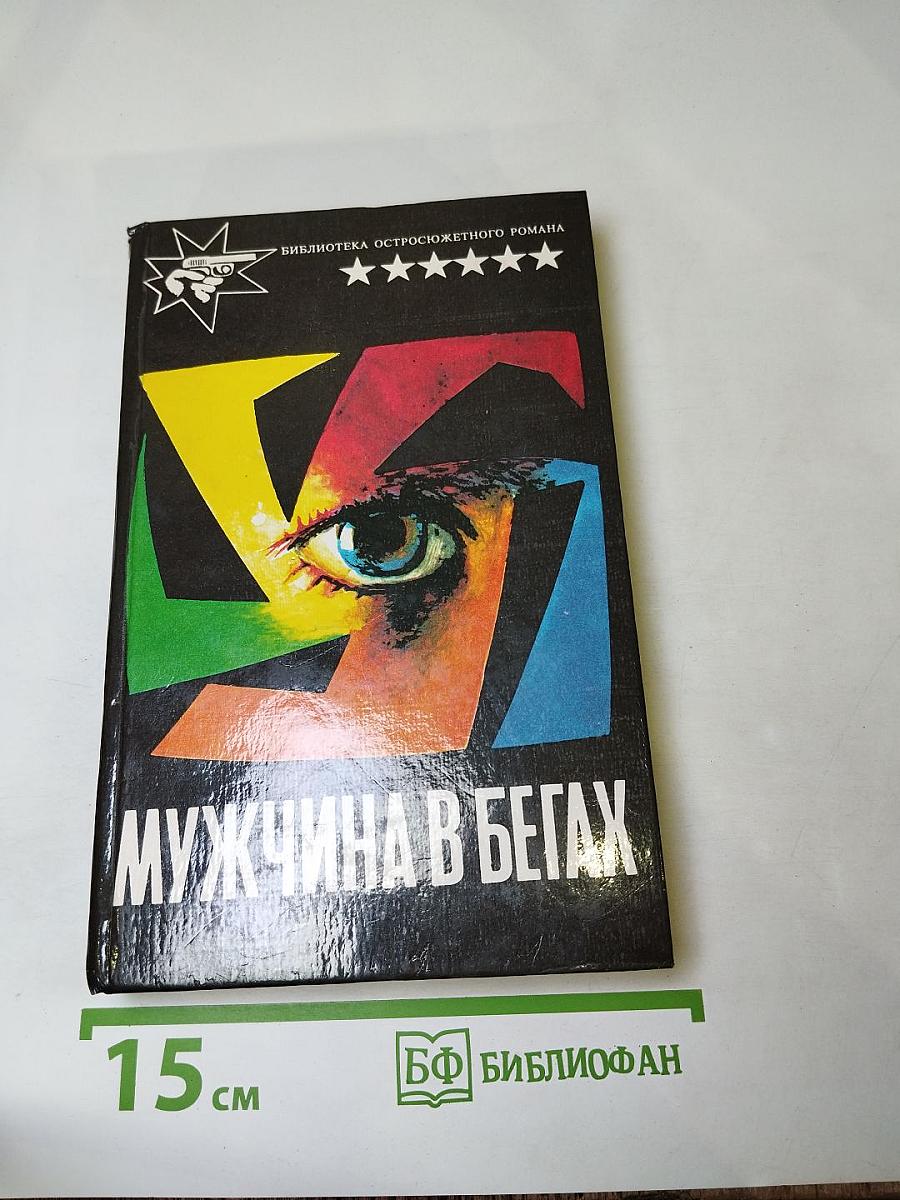 БИБЛИОТЕКА ОСТРОСЮЖЕТНОГО РОМАНА
МУЖЧИНА В БЕГАХ
15 см
БФ БИБЛИОФАН